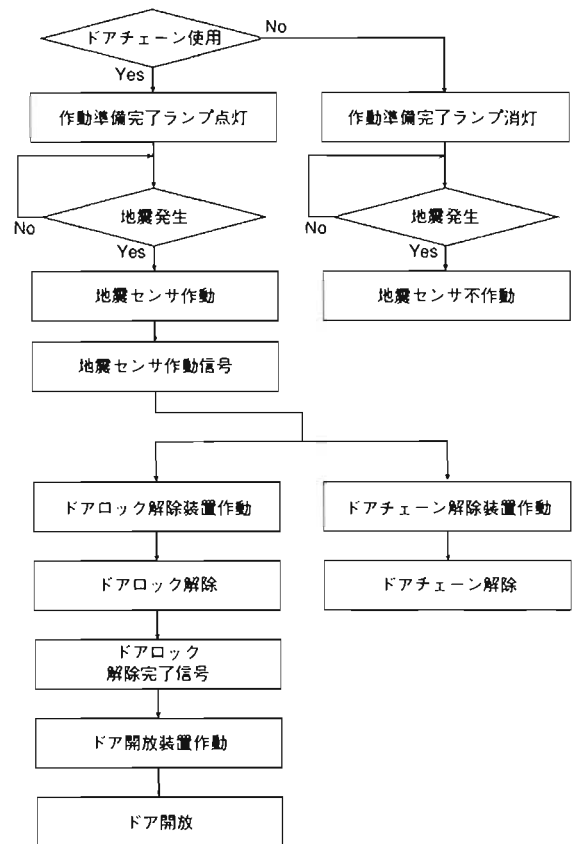 ドアチェーン使用
No
Yes
作動準備完了ランプ点灯
作動準備完了ランプ消灯
地震発生
地震発生
No
Yes
No
Yes
地震センサ作動
地震センサ不作動
地震センサ作動信号
ドアロック解除装置作動
ドアチェーン解除装置作動
ドアロック解除
ドアチェーン解除
ドアロック
解除完了信号
ドア開放装置作動
ドア開放